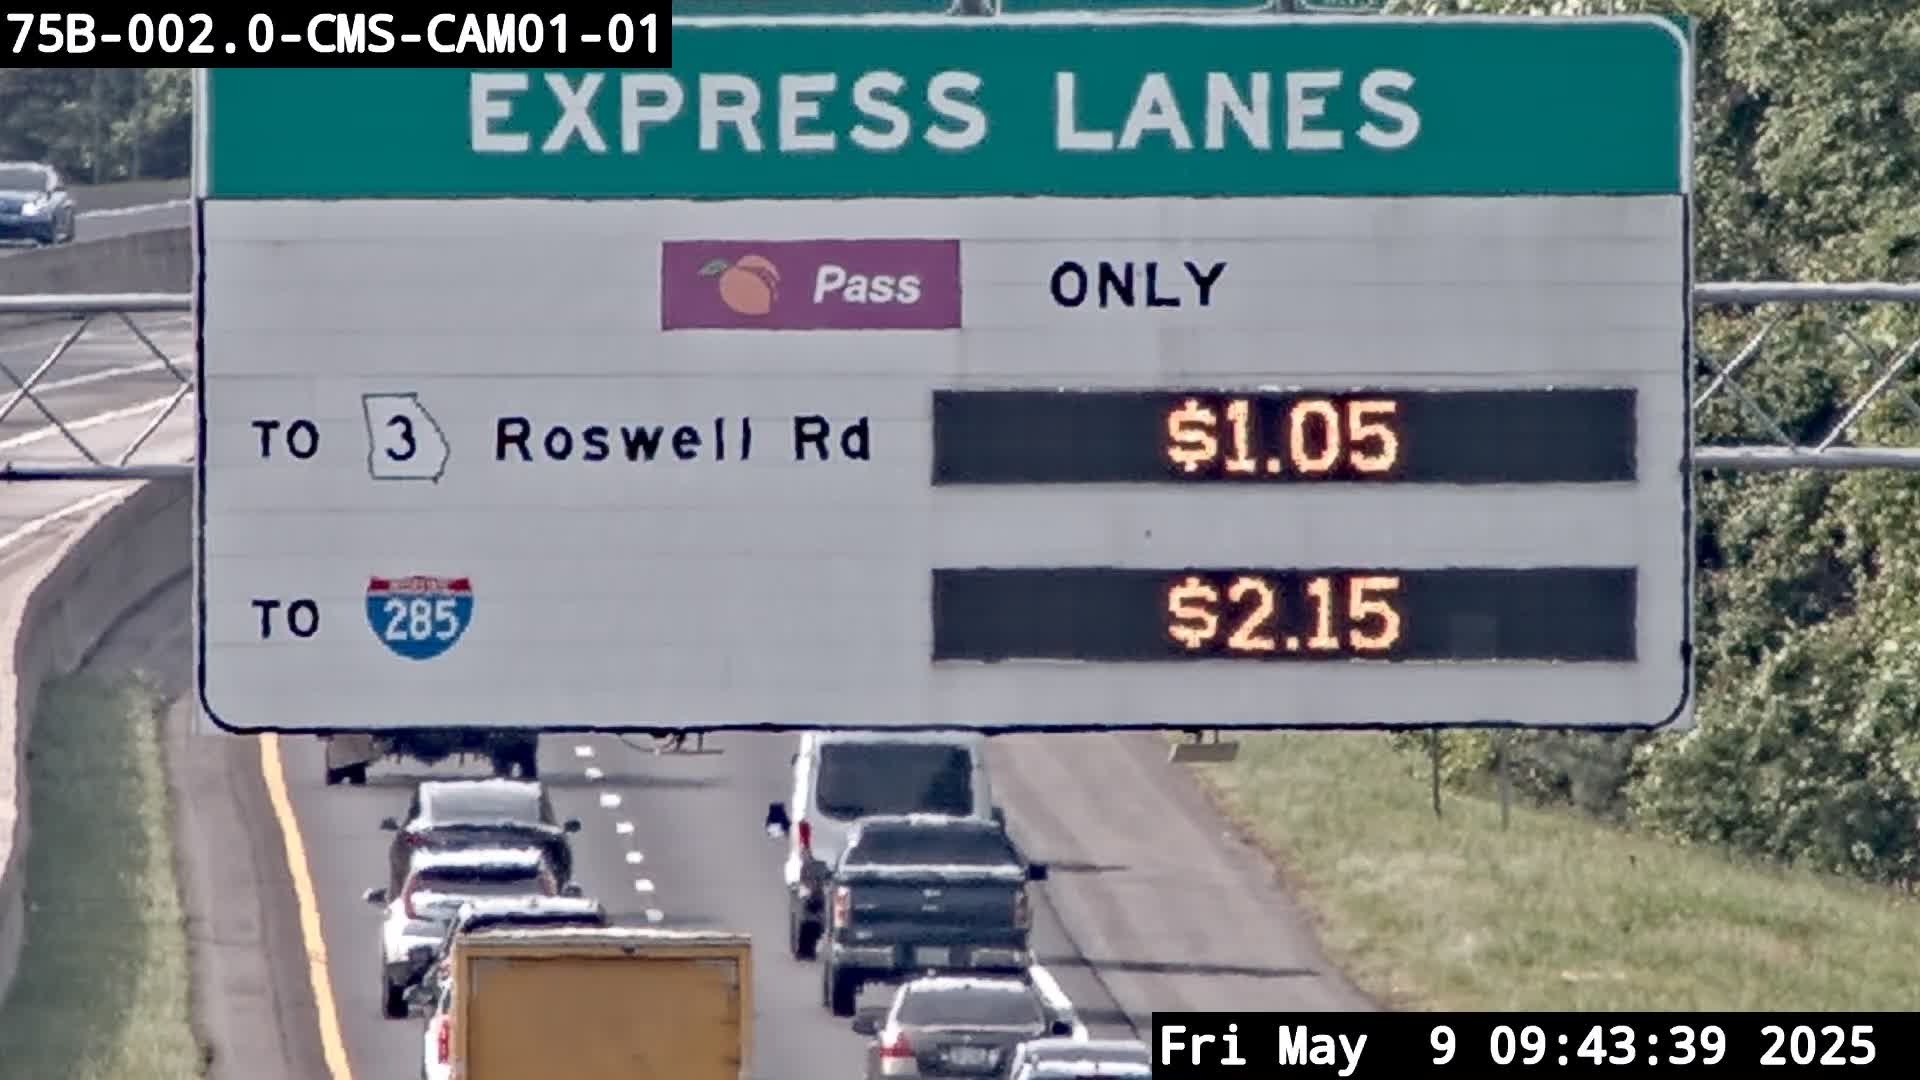 75B-002.0-CMS-CAM01-01
EXPRESS LANES
Pass ONLY
TO 3 Roswell Rd $1.05
TO 285 $2.15
Fri May 9 09:43:39 2025